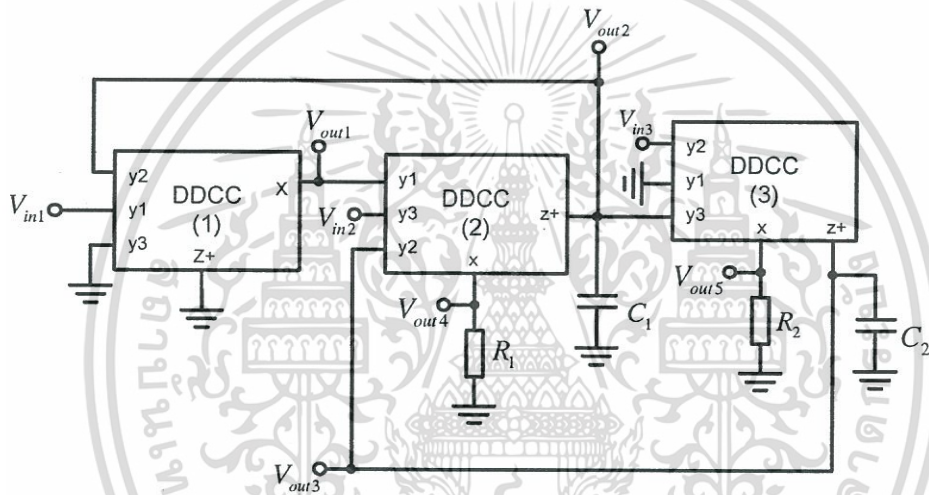 V_out2
V_out1
V_in3
y2
DDCC
(3)
y1
y3
x
z+
y2
DDCC
(1)
X
y1
y3
Z+
V_in1
y1
DDCC
(2)
y3
y2
z+
x
V_in2
V_out4
R_1
C_1
V_out5
R_2
C_2
V_out3